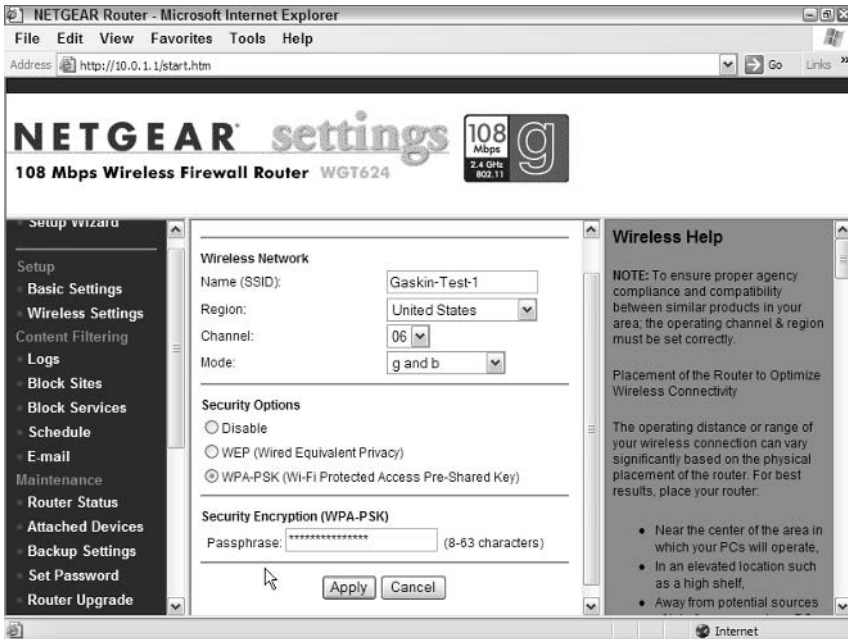 NETGEAR Router - Microsoft Internet Explorer
File Edit View Favorites Tools Help
Address http://10.0.1.1/start.htm Go Links »
NETGEAR® settings
108 Mbps 2.4 GHz 802.11 g
108 Mbps Wireless Firewall Router WGT624
Setup Wizard
Setup
Basic Settings
Wireless Settings
Content Filtering
Logs
Block Sites
Block Services
Schedule
E-mail
Maintenance
Router Status
Attached Devices
Backup Settings
Set Password
Router Upgrade
Wireless Network
Name (SSID): Gaskin-Test-1
Region: United States
Channel: 06
Mode: g and b
Security Options
Disable
WEP (Wired Equivalent Privacy)
WPA-PSK (Wi-Fi Protected Access Pre-Shared Key)
Security Encryption (WPA-PSK)
Passphrase: *************** (8-63 characters)
Apply Cancel
Wireless Help
NOTE: To ensure proper agency
compliance and compatibility
between similar products in your
area; the operating channel & region
must be set correctly.
Placement of the Router to Optimize
Wireless Connectivity
The operating distance or range of
your wireless connection can vary
significantly based on the physical
placement of the router. For best
results, place your router:
• Near the center of the area in
which your PCs will operate,
• In an elevated location such
as a high shelf,
• Away from potential sources
Internet